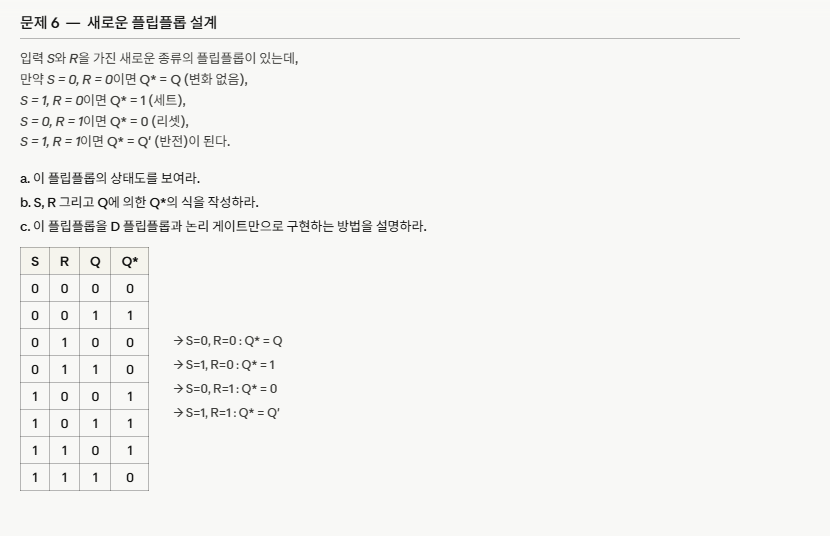 문제 6 — 새로운 플립플롭 설계
입력 S와 R을 가진 새로운 종류의 플립플롭이 있는데,
만약 S = 0, R = 0이면 Q* = Q (변화 없음),
S = 1, R = 0이면 Q* = 1 (세트),
S = 0, R = 1이면 Q* = 0 (리셋),
S = 1, R = 1이면 Q* = Q′ (반전)이 된다.
a. 이 플립플롭의 상태도를 보여라.
b. S, R 그리고 Q에 의한 Q*의 식을 작성하라.
c. 이 플립플롭을 D 플립플롭과 논리 게이트만으로 구현하는 방법을 설명하라.
S R Q Q*
0 0 0 0
0 0 1 1
0 1 0 0
0 1 1 0
1 0 0 1
1 0 1 1
1 1 0 1
1 1 1 0
→ S=0, R=0 : Q* = Q
→ S=1, R=0 : Q* = 1
→ S=0, R=1 : Q* = 0
→ S=1, R=1 : Q* = Q′